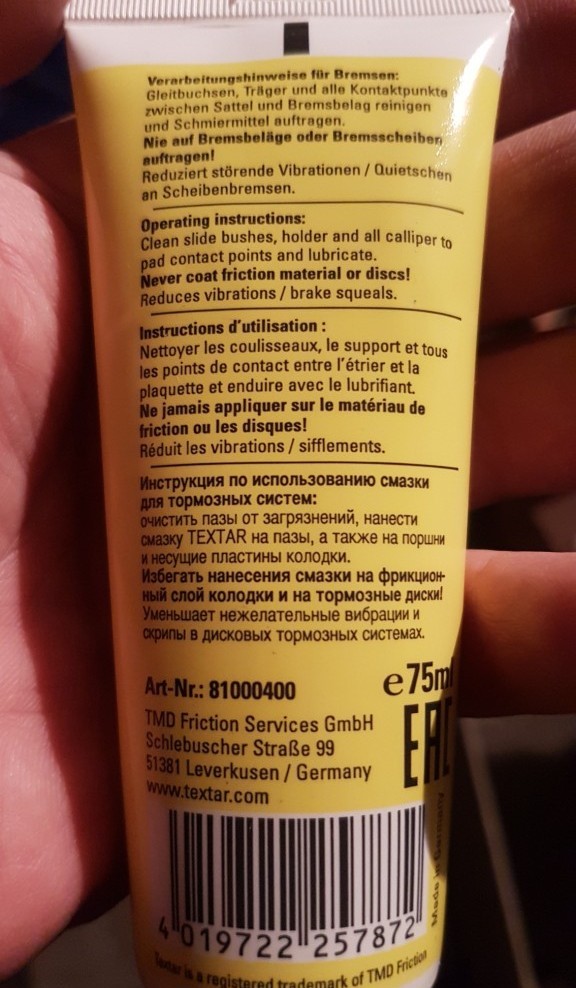 Verarbeitungshinweise für Bremsen:
Gleitbuchsen, Träger und alle Kontaktpunkte
zwischen Sattel und Bremsbelag reinigen
und Schmiermittel auftragen.
Nie auf Bremsbeläge oder Bremsscheiben
auftragen!
Reduziert störende Vibrationen / Quietschen
an Scheibenbremsen.
Operating instructions:
Clean slide bushes, holder and all calliper to
pad contact points and lubricate.
Never coat friction material or discs!
Reduces vibrations / brake squeals.
Instructions d'utilisation :
Nettoyer les coulisseaux, le support et tous
les points de contact entre l'étrier et la
plaquette et enduire avec le lubrifiant.
Ne jamais appliquer sur le matériau de
friction ou les disques!
Réduit les vibrations / sifflements.
Инструкция по использованию смазки
для тормозных систем:
очистить пазы от загрязнений, нанести
смазку TEXTAR на пазы, а также на поршни
и несущие пластины колодки.
Избегать нанесения смазки на фрикцион-
ный слой колодки и на тормозные диски!
Уменьшает нежелательные вибрации и
скрипы в дисковых тормозных системах.
Art-Nr.: 81000400
e 75ml
TMD Friction Services GmbH
Schlebuscher Straße 99
51381 Leverkusen / Germany
www.textar.com
EAC
Made in Germany
4 019722 257872
Textar is a registered trademark of TMD Friction